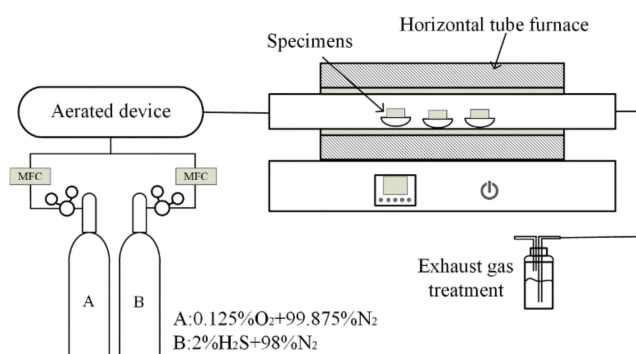 Horizontal tube furnace
Specimens
Aerated device
MFC
MFC
Exhaust gas
treatment
A
B
A:0.125%O₂+99.875%N₂
B:2%H₂S+98%N₂